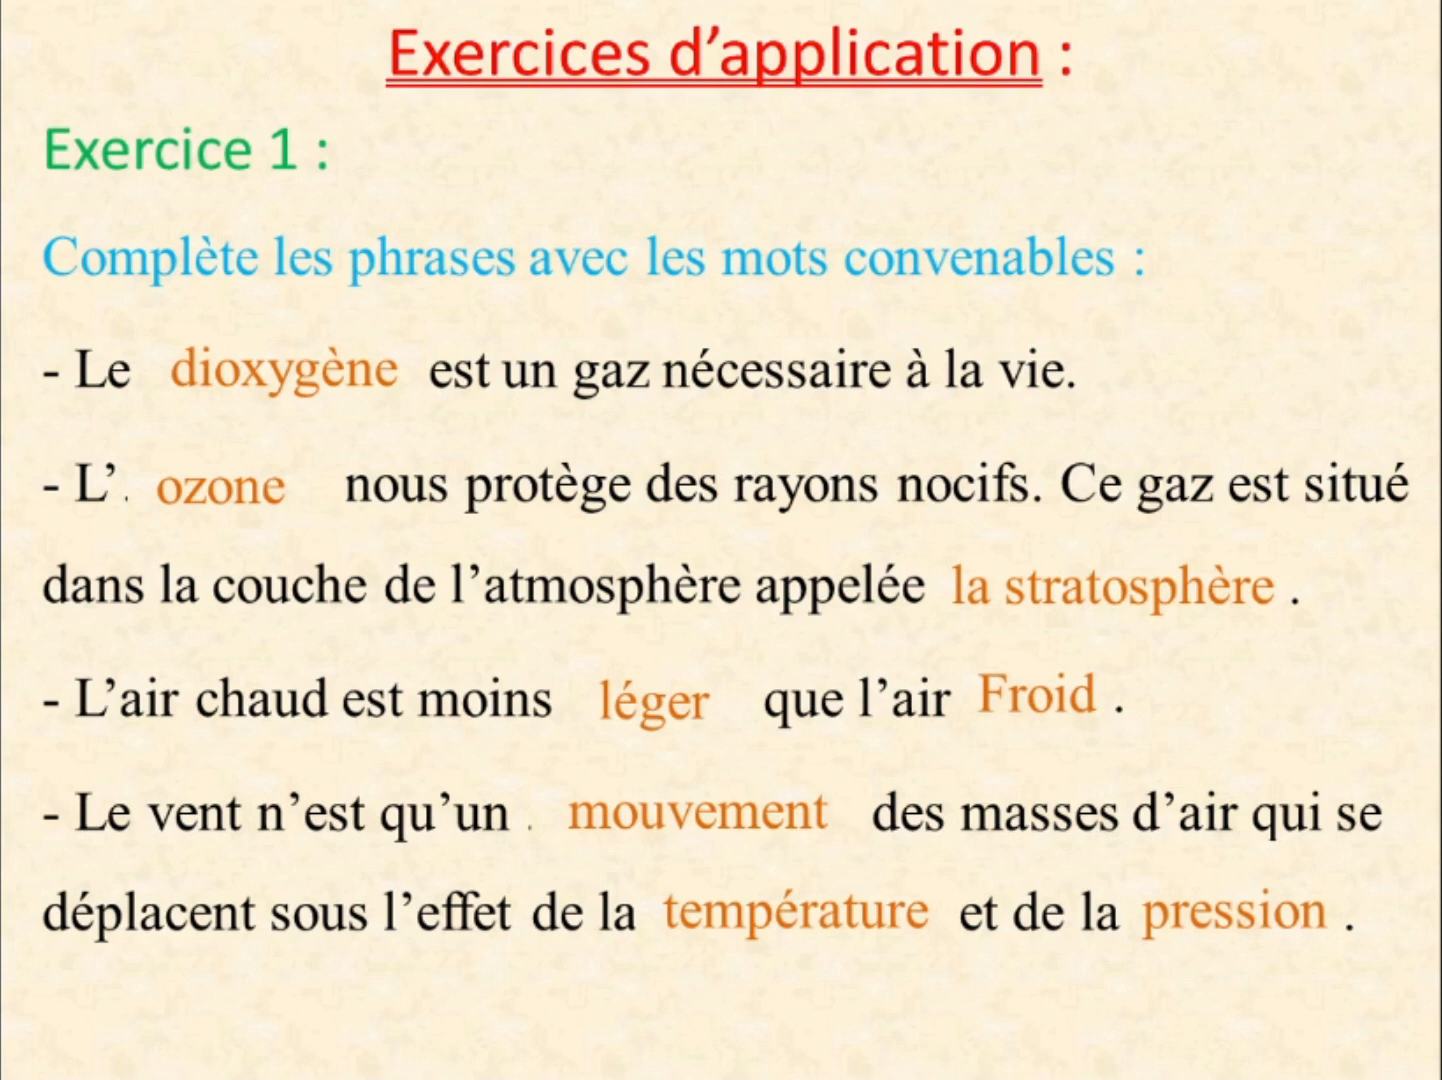 Exercices d’application :
Exercice 1 :
Complète les phrases avec les mots convenables :
- Le dioxygène est un gaz nécessaire à la vie.
- L’. ozone nous protège des rayons nocifs. Ce gaz est situé
dans la couche de l’atmosphère appelée la stratosphère .
- L’air chaud est moins léger que l’air Froid .
- Le vent n’est qu’un . mouvement des masses d’air qui se
déplacent sous l’effet de la température et de la pression .